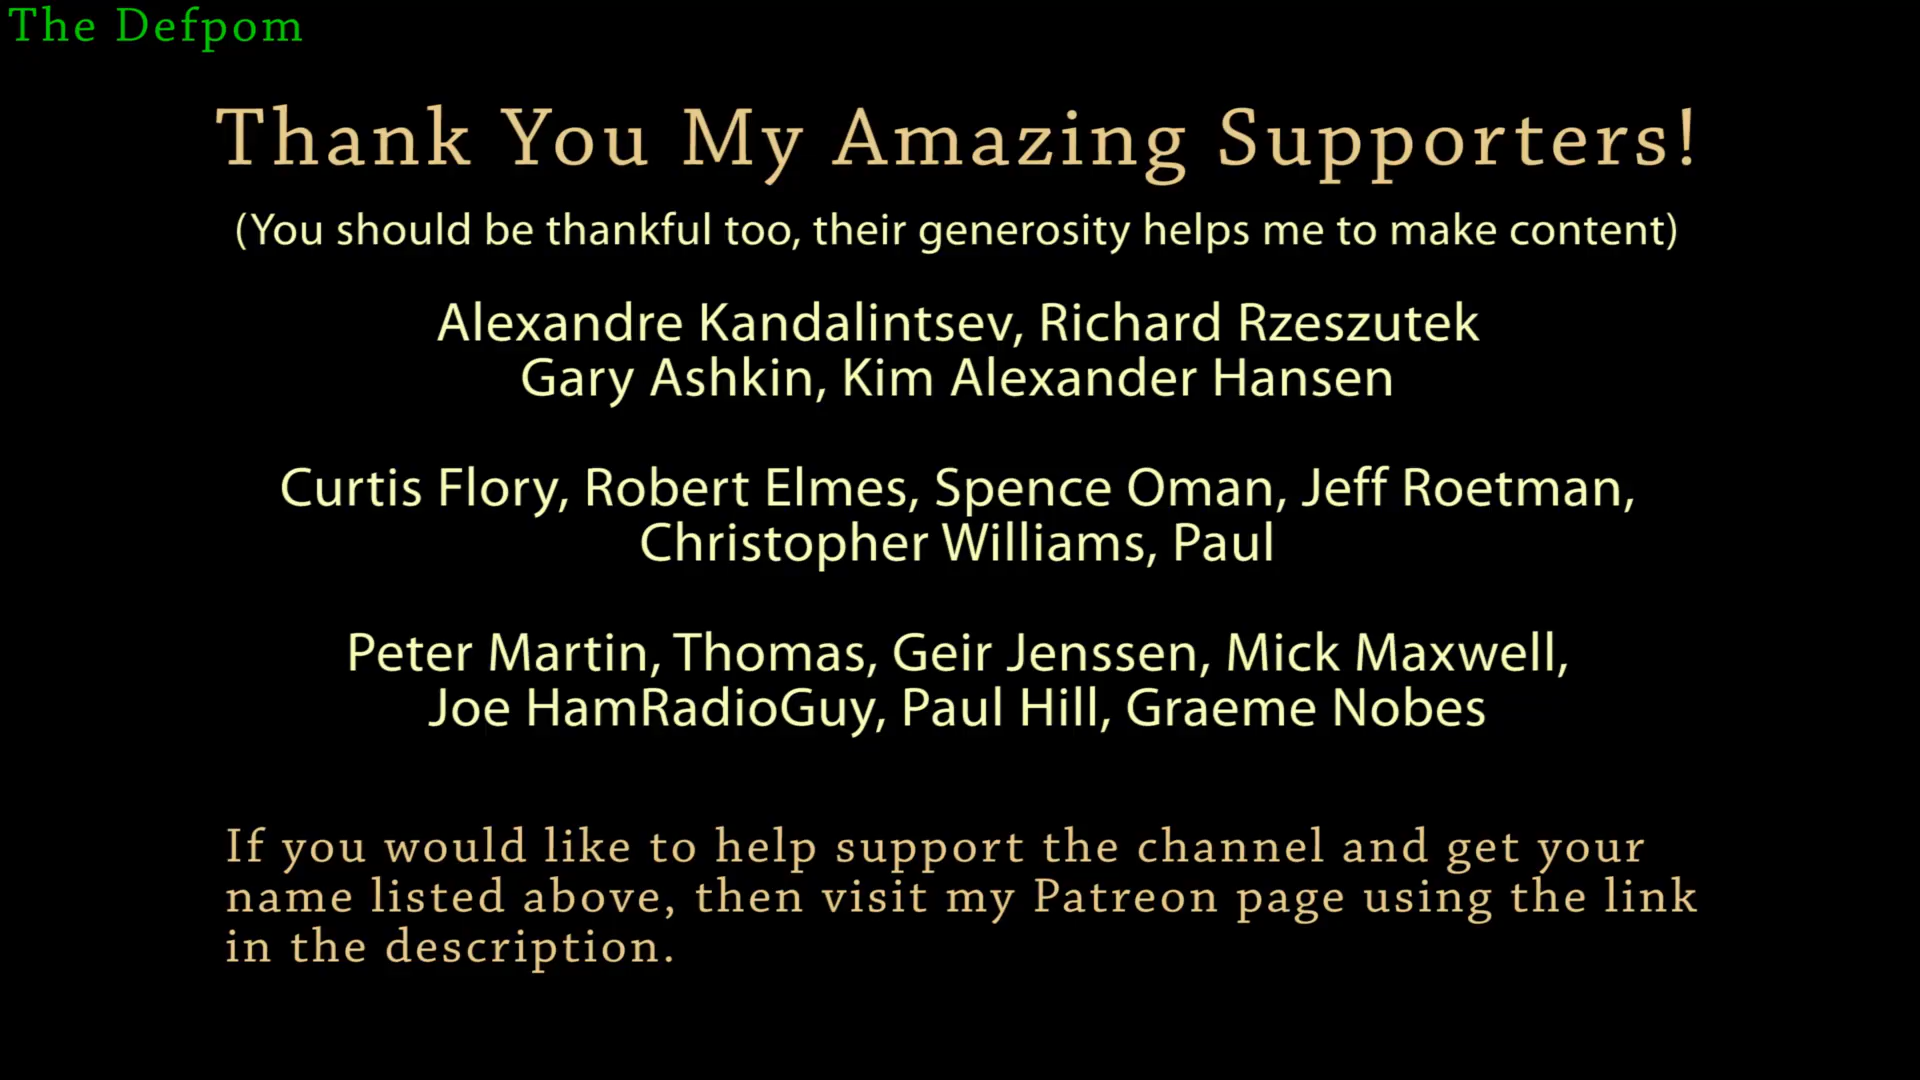 The Defpom
Thank You My Amazing Supporters!
(You should be thankful too, their generosity helps me to make content)
Alexandre Kandalintsev, Richard Rzeszutek
Gary Ashkin, Kim Alexander Hansen
Curtis Flory, Robert Elmes, Spence Oman, Jeff Roetman,
Christopher Williams, Paul
Peter Martin, Thomas, Geir Jenssen, Mick Maxwell,
Joe HamRadioGuy, Paul Hill, Graeme Nobes
If you would like to help support the channel and get your
name listed above, then visit my Patreon page using the link
in the description.